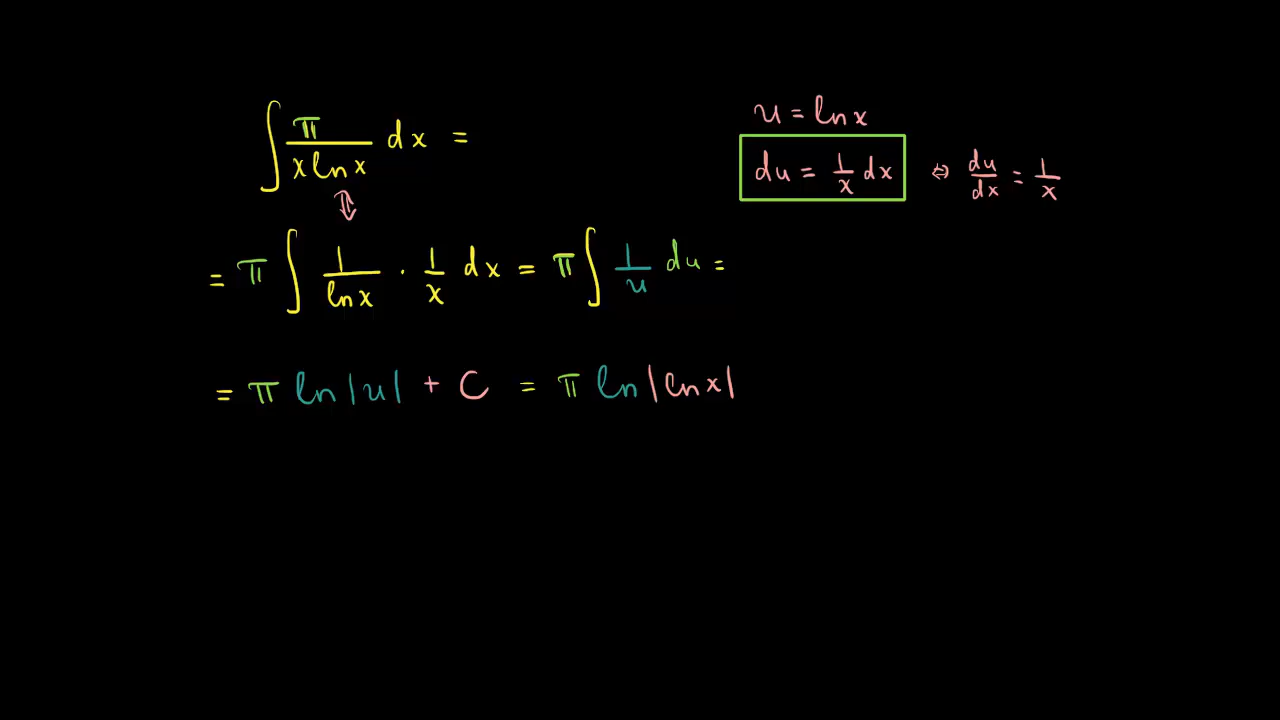 ∫ π/(x ln x) dx =
u = ln x
du = 1/x dx ⇔ du/dx = 1/x
⇕
= π ∫ 1/(ln x) · 1/x dx = π ∫ 1/u du =
= π ln|u| + C = π ln|ln x|